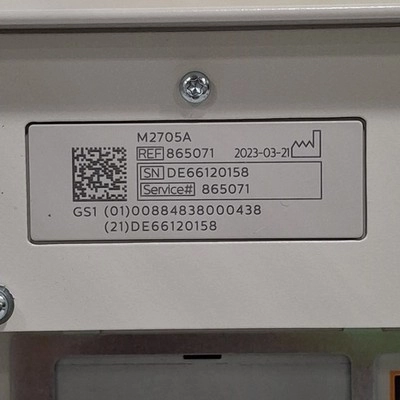 M2705A
REF 865071 2023-03-21
SN DE66120158
Service# 865071
GS1 (01)00884838000438
(21)DE66120158